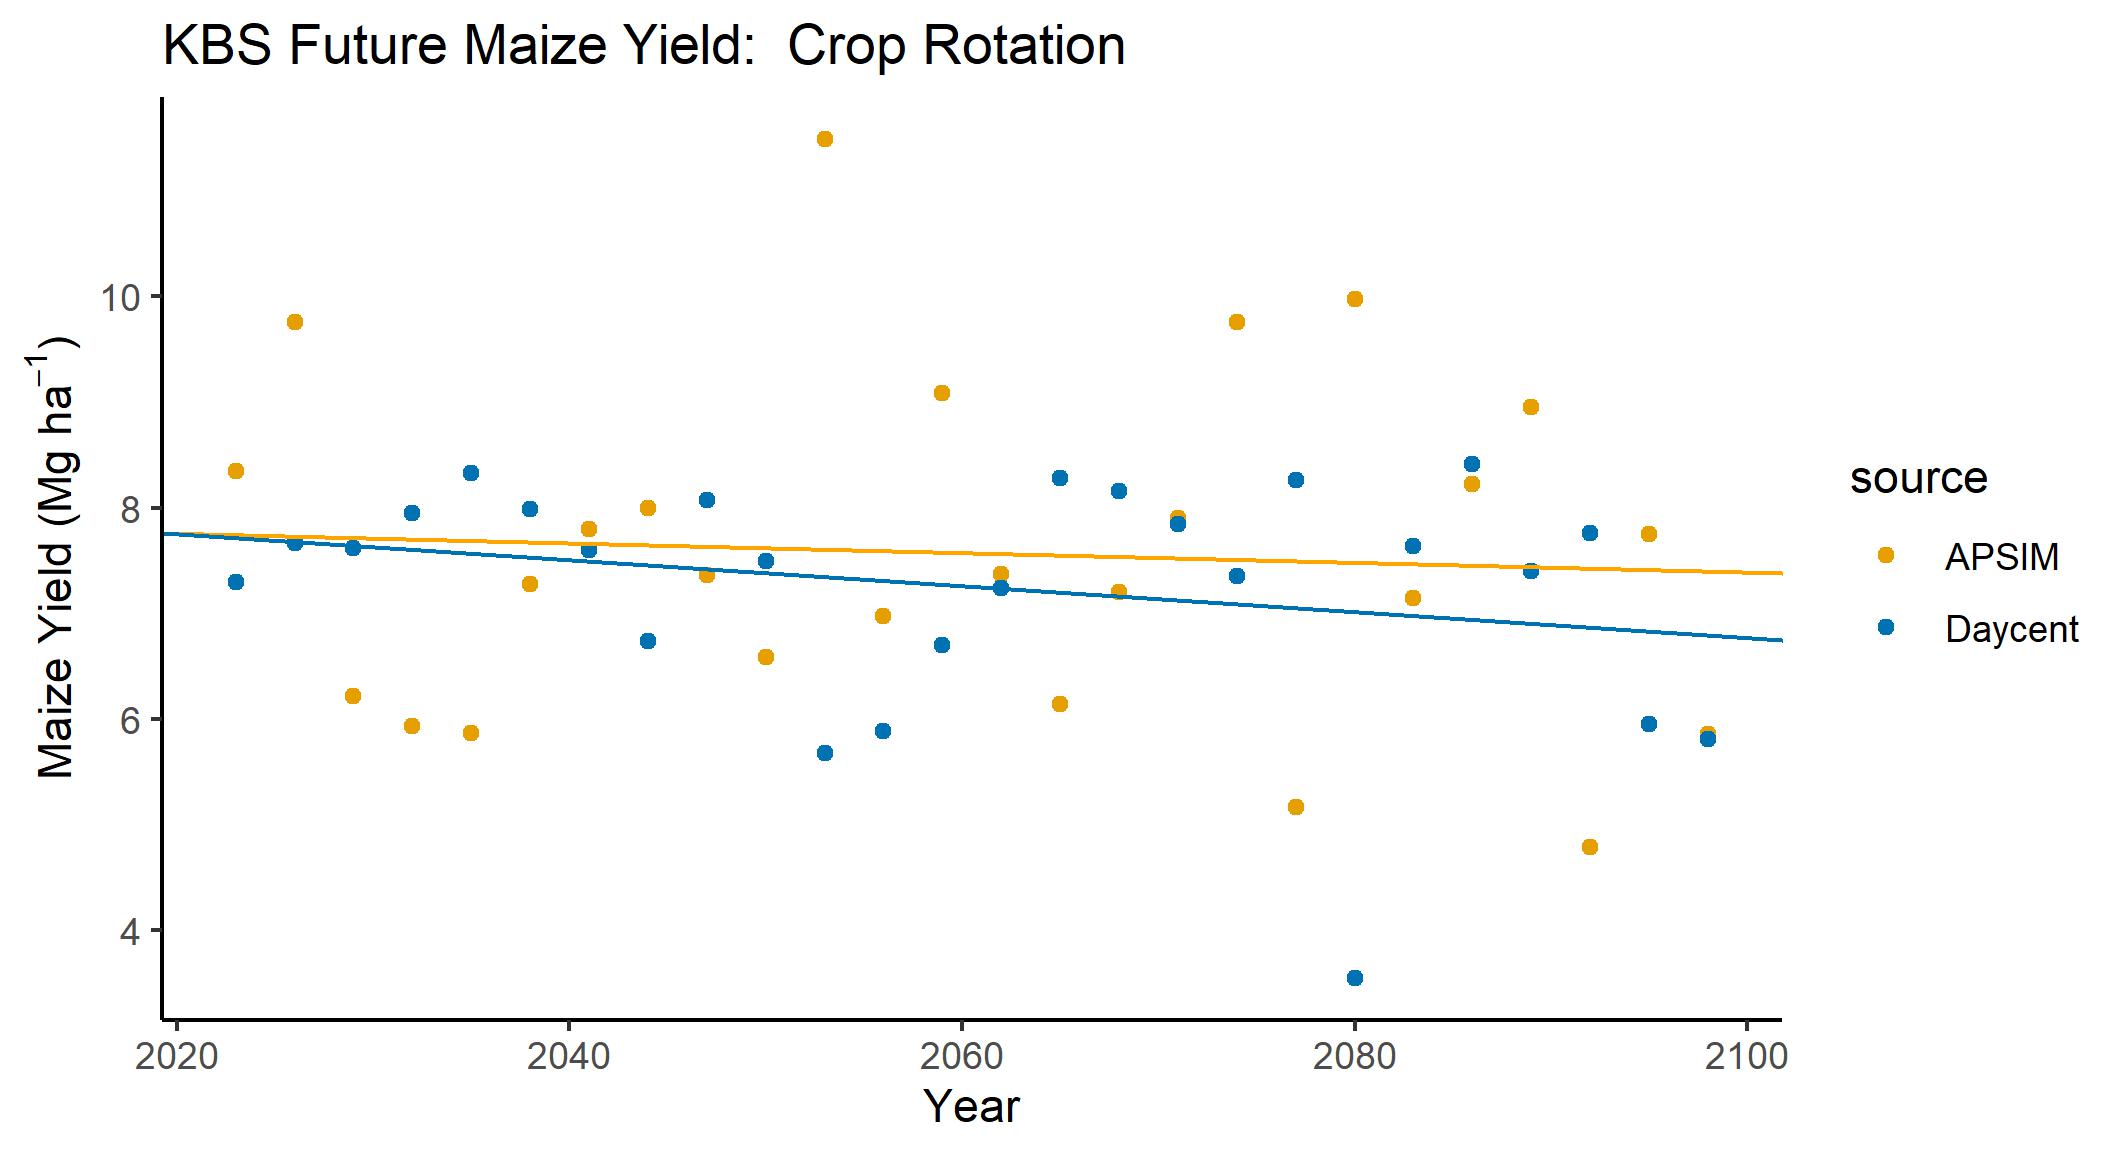 KBS Future Maize Yield:  Crop Rotation
Maize Yield (Mg ha⁻¹)
10
8
6
4
2020 2040 2060 2080 2100
Year
source
APSIM
Daycent